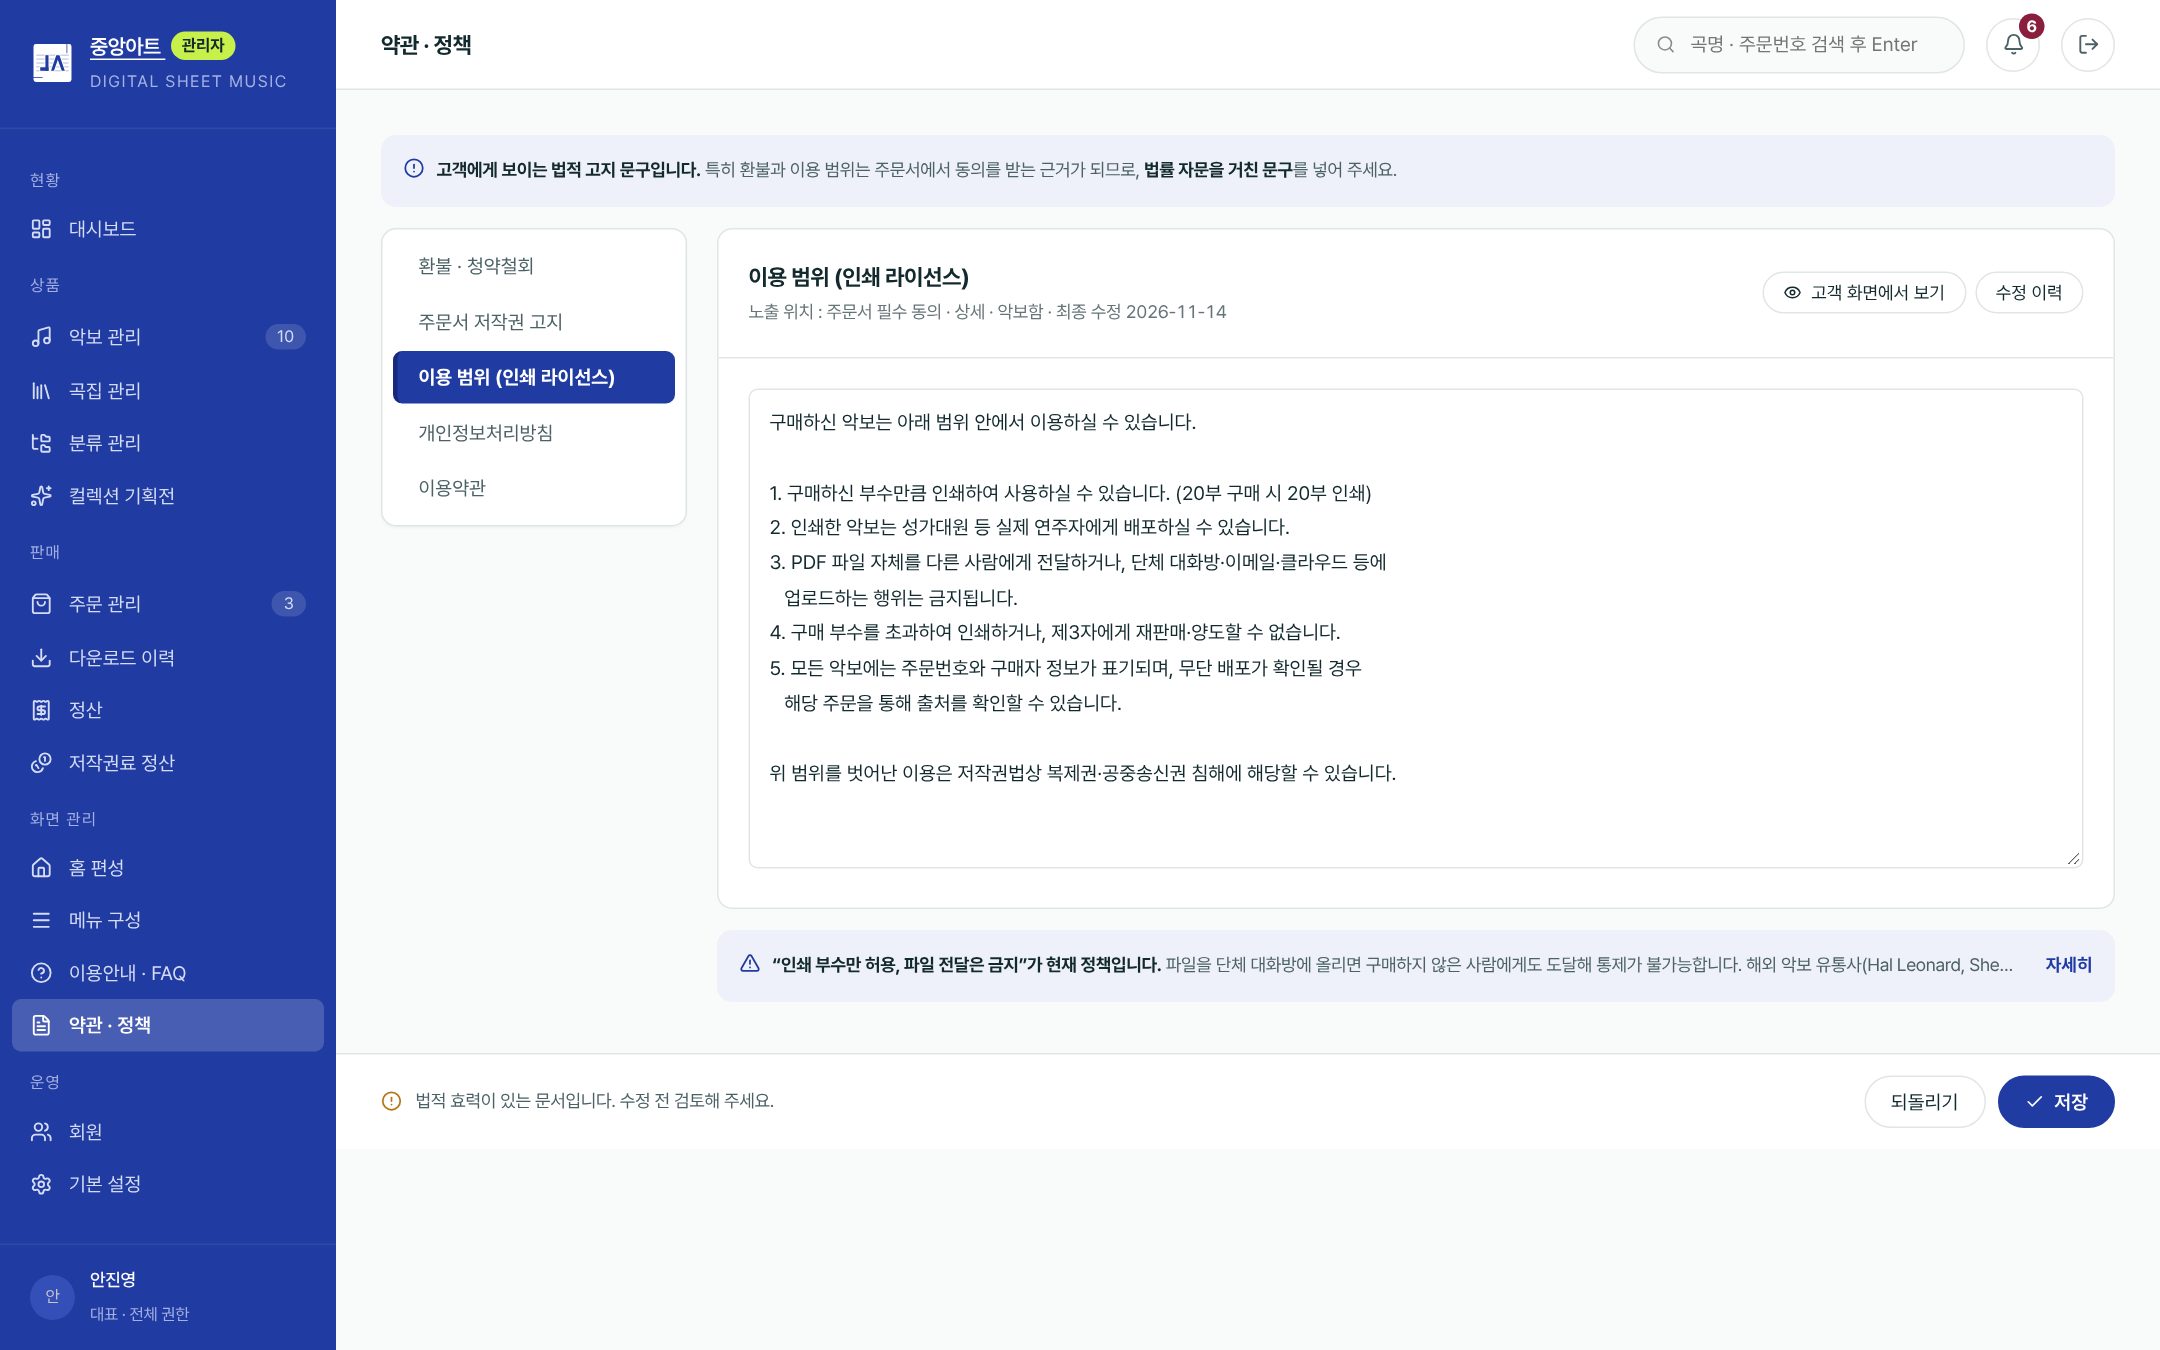 JA
중앙아트 관리자
DIGITAL SHEET MUSIC
현황
대시보드
상품
악보 관리 10
곡집 관리
분류 관리
컬렉션 기획전
판매
주문 관리 3
다운로드 이력
정산
저작권료 정산
화면 관리
홈 편성
메뉴 구성
이용안내 · FAQ
약관 · 정책
운영
회원
기본 설정
안
안진영
대표 · 전체 권한
약관 · 정책
곡명 · 주문번호 검색 후 Enter
6
고객에게 보이는 법적 고지 문구입니다. 특히 환불과 이용 범위는 주문서에서 동의를 받는 근거가 되므로, 법률 자문을 거친 문구를 넣어 주세요.
환불 · 청약철회
주문서 저작권 고지
이용 범위 (인쇄 라이선스)
개인정보처리방침
이용약관
이용 범위 (인쇄 라이선스)
노출 위치 : 주문서 필수 동의 · 상세 · 악보함 · 최종 수정 2026-11-14
고객 화면에서 보기
수정 이력
구매하신 악보는 아래 범위 안에서 이용하실 수 있습니다.
1. 구매하신 부수만큼 인쇄하여 사용하실 수 있습니다. (20부 구매 시 20부 인쇄)
2. 인쇄한 악보는 성가대원 등 실제 연주자에게 배포하실 수 있습니다.
3. PDF 파일 자체를 다른 사람에게 전달하거나, 단체 대화방·이메일·클라우드 등에
업로드하는 행위는 금지됩니다.
4. 구매 부수를 초과하여 인쇄하거나, 제3자에게 재판매·양도할 수 없습니다.
5. 모든 악보에는 주문번호와 구매자 정보가 표기되며, 무단 배포가 확인될 경우
해당 주문을 통해 출처를 확인할 수 있습니다.
위 범위를 벗어난 이용은 저작권법상 복제권·공중송신권 침해에 해당할 수 있습니다.
“인쇄 부수만 허용, 파일 전달은 금지”가 현재 정책입니다. 파일을 단체 대화방에 올리면 구매하지 않은 사람에게도 도달해 통제가 불가능합니다. 해외 악보 유통사(Hal Leonard, She... 자세히
법적 효력이 있는 문서입니다. 수정 전 검토해 주세요.
되돌리기
저장